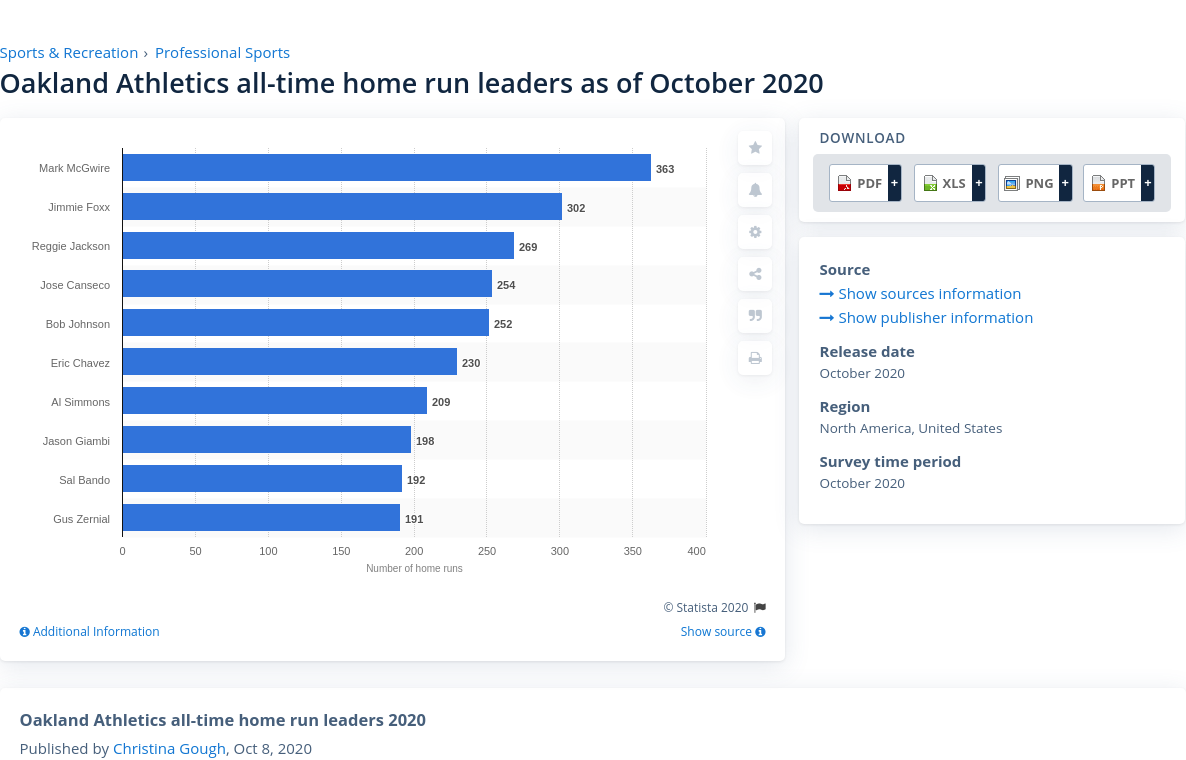 Sports & Recreation › Professional Sports
Oakland Athletics all-time home run leaders as of October 2020
Mark McGwire 363
Jimmie Foxx 302
Reggie Jackson 269
Jose Canseco 254
Bob Johnson 252
Eric Chavez 230
Al Simmons 209
Jason Giambi 198
Sal Bando 192
Gus Zernial 191
0 50 100 150 200 250 300 350 400
Number of home runs
© Statista 2020
Additional Information
Show source
DOWNLOAD
PDF + XLS + PNG + PPT +
Source
Show sources information
Show publisher information
Release date
October 2020
Region
North America, United States
Survey time period
October 2020
Oakland Athletics all-time home run leaders 2020
Published by Christina Gough, Oct 8, 2020